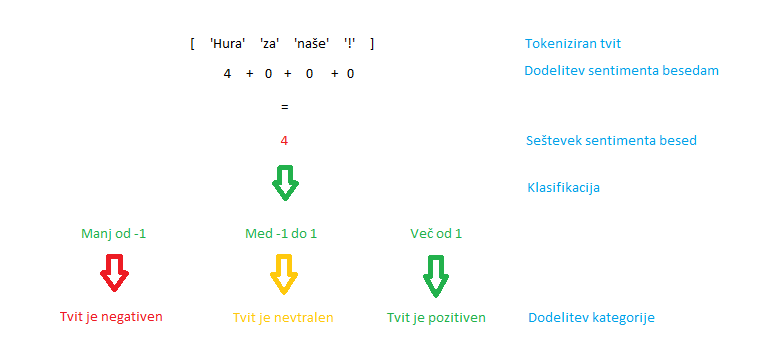 [ 'Hura' 'za' 'naše' '!' ] Tokeniziran tvit
4 + 0 + 0 + 0 Dodelitev sentimenta besedam
=
4 Seštevek sentimenta besed
Klasifikacija
Manj od -1 Med -1 do 1 Več od 1
Tvit je negativen Tvit je nevtralen Tvit je pozitiven Dodelitev kategorije